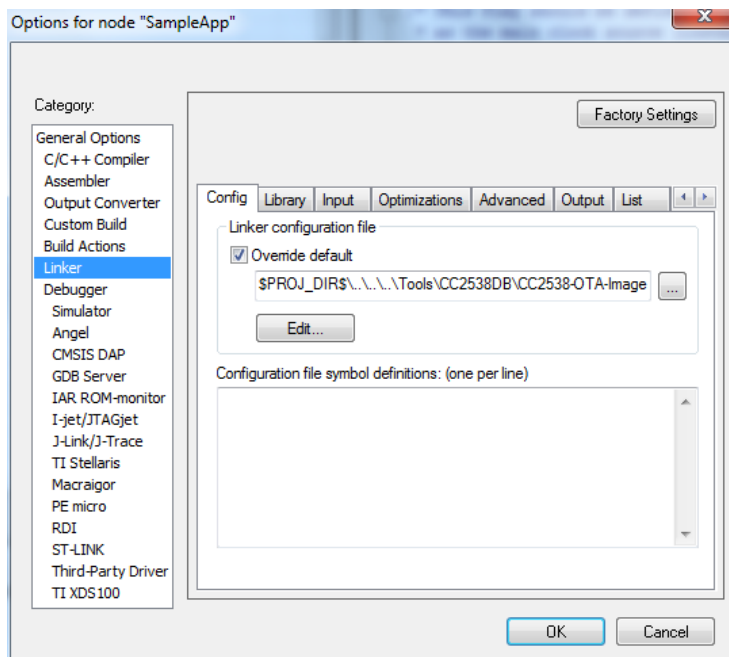 Options for node "SampleApp"
Category:
General Options
C/C++ Compiler
Assembler
Output Converter
Custom Build
Build Actions
Linker
Debugger
Simulator
Angel
CMSIS DAP
GDB Server
IAR ROM-monitor
I-jet/JTAGjet
J-Link/J-Trace
TI Stellaris
Macraigor
PE micro
RDI
ST-LINK
Third-Party Driver
TI XDS100
Factory Settings
Config Library Input Optimizations Advanced Output List
Linker configuration file
Override default
$PROJ_DIR$\..\..\..\Tools\CC2538DB\CC2538-OTA-Image
...
Edit...
Configuration file symbol definitions: (one per line)
OK Cancel